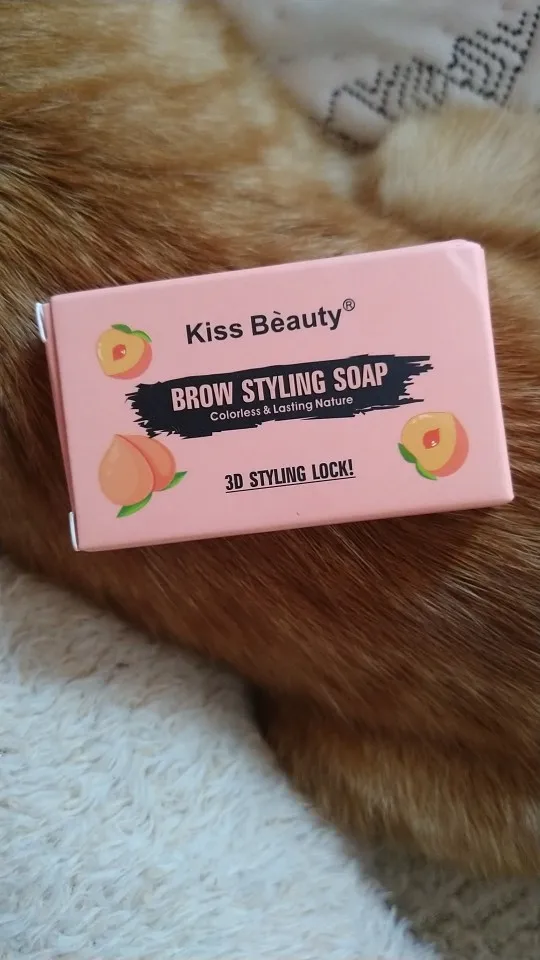 Kiss Bèauty®
BROW STYLING SOAP
Colorless & Lasting Nature
3D STYLING LOCK!